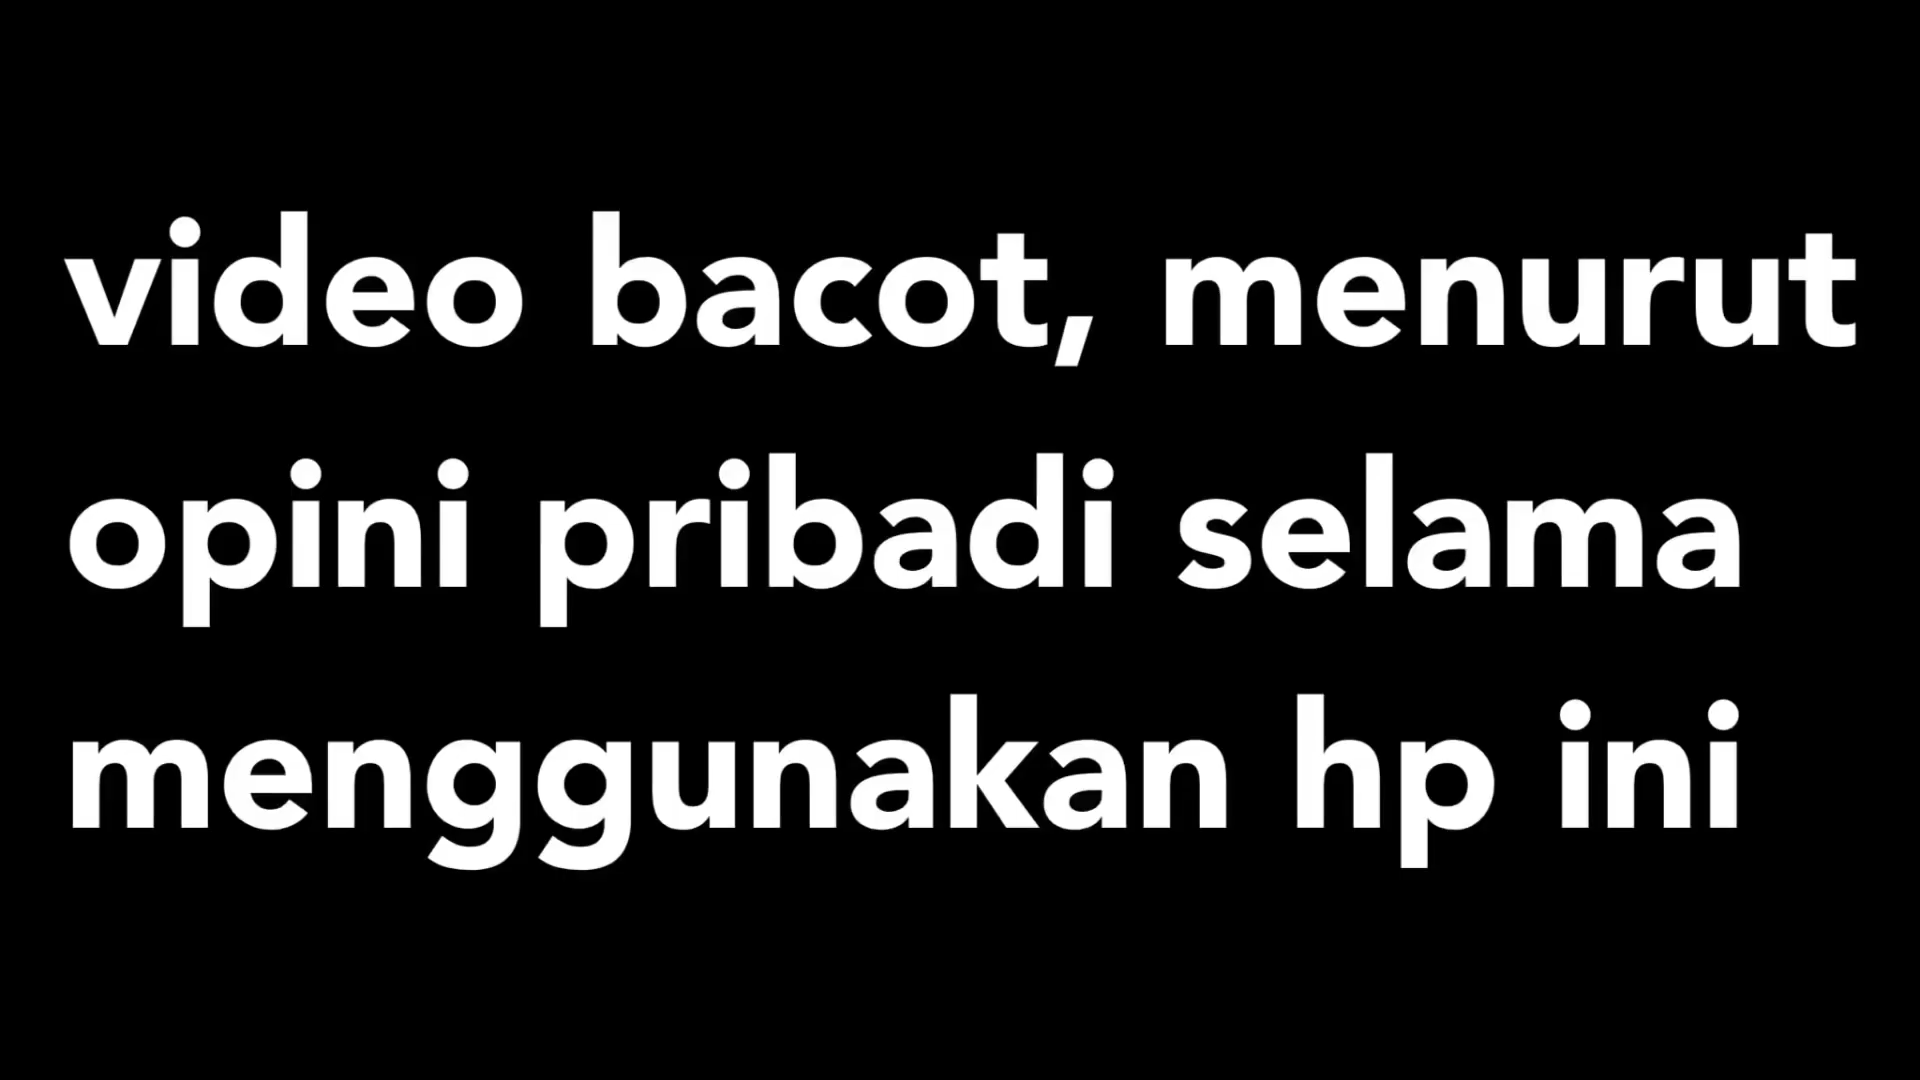 video bacot, menurut
opini pribadi selama
menggunakan hp ini